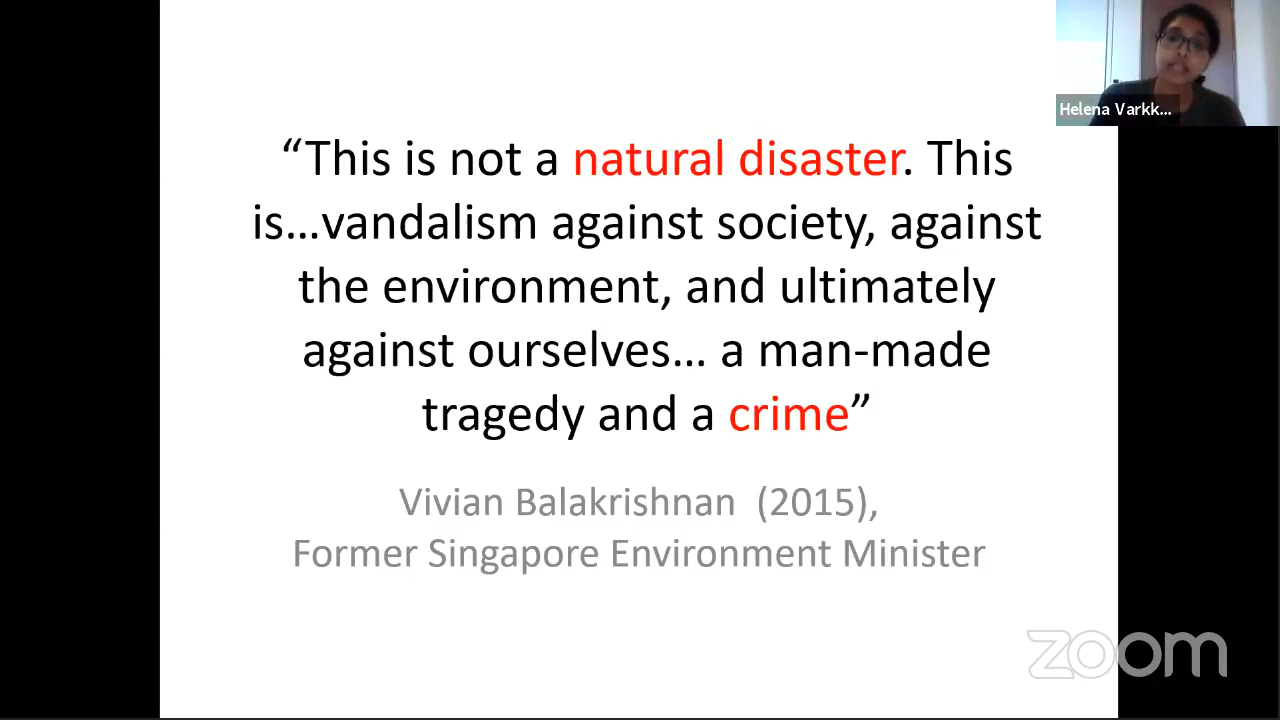 Helena Varkk...
“This is not a natural disaster. This
is…vandalism against society, against
the environment, and ultimately
against ourselves… a man-made
tragedy and a crime”
Vivian Balakrishnan (2015),
Former Singapore Environment Minister
zoom